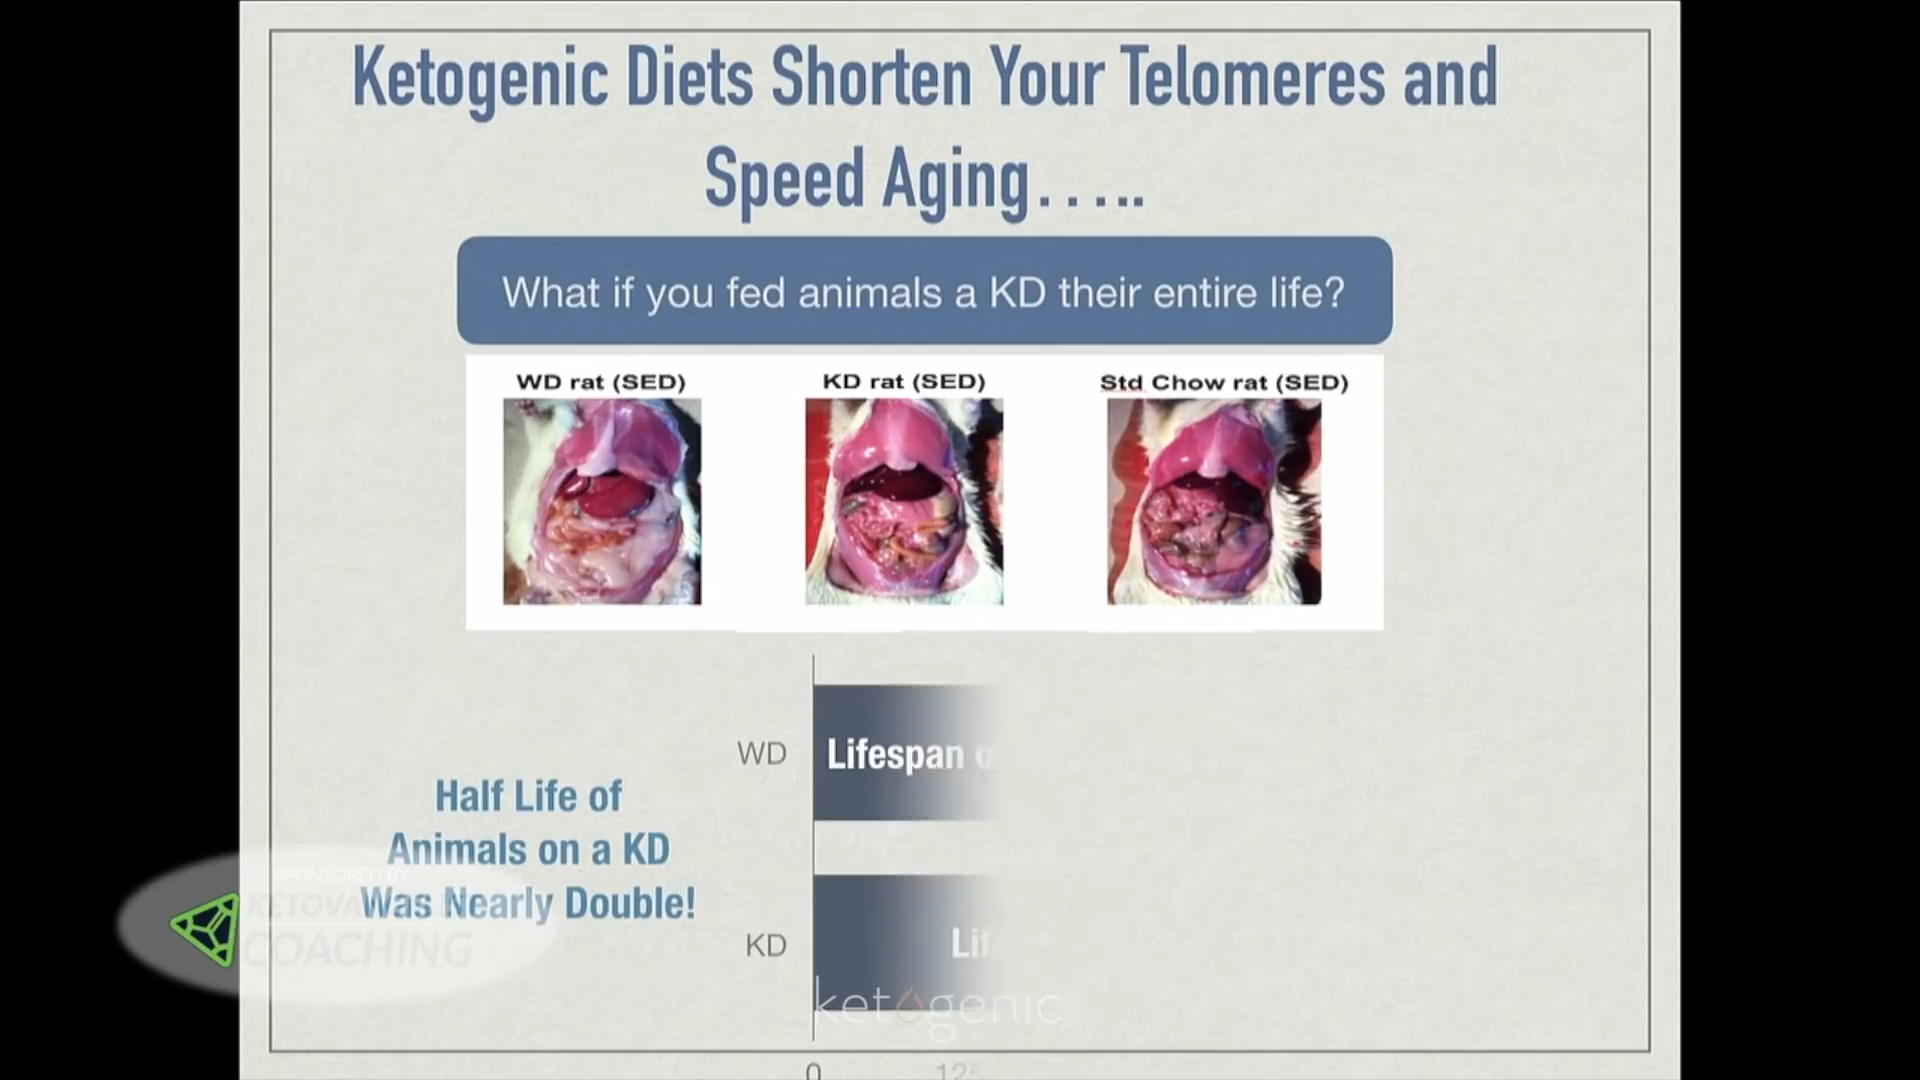 Ketogenic Diets Shorten Your Telomeres and
Speed Aging…..
What if you fed animals a KD their entire life?
WD rat (SED)
KD rat (SED)
Std Chow rat (SED)
WD
Lifespan
Half Life of
Animals on a KD
Was Nearly Double!
SPONSORED BY
COACHING
KD
ketogenic
0